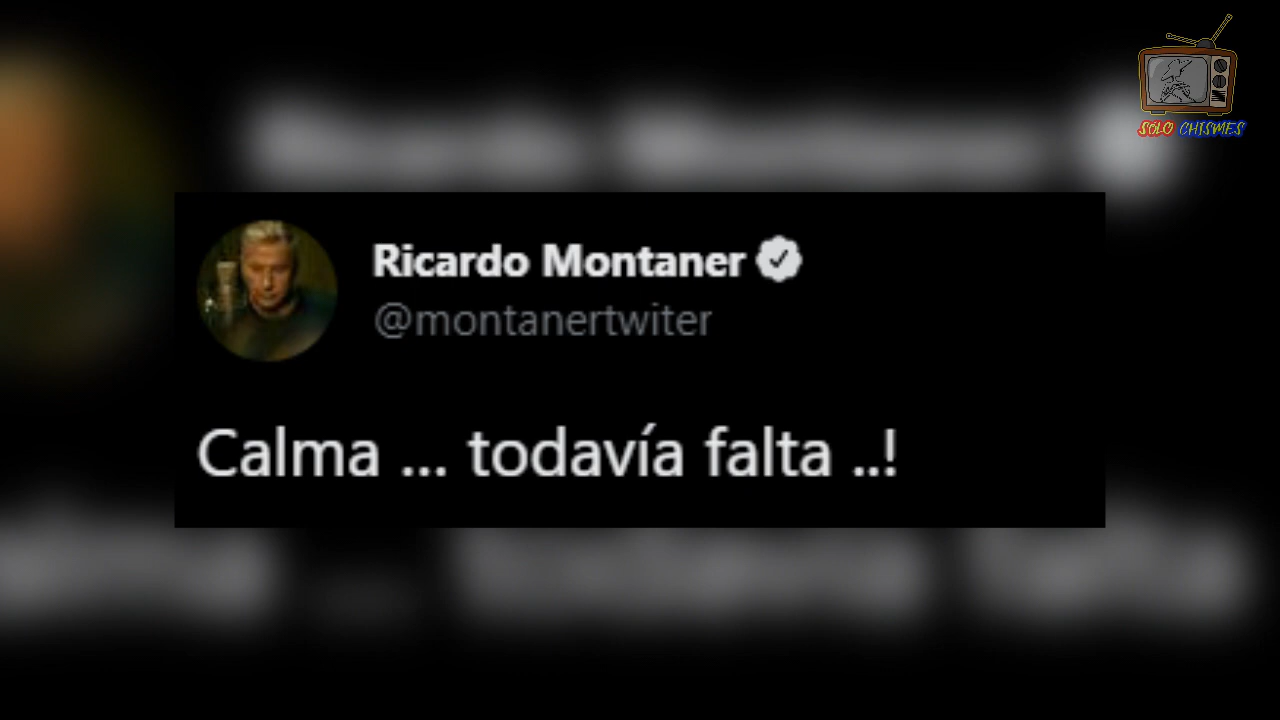 SOLO CHISMES
Ricardo Montaner
@montanertwiter
Calma ... todavía falta ..!